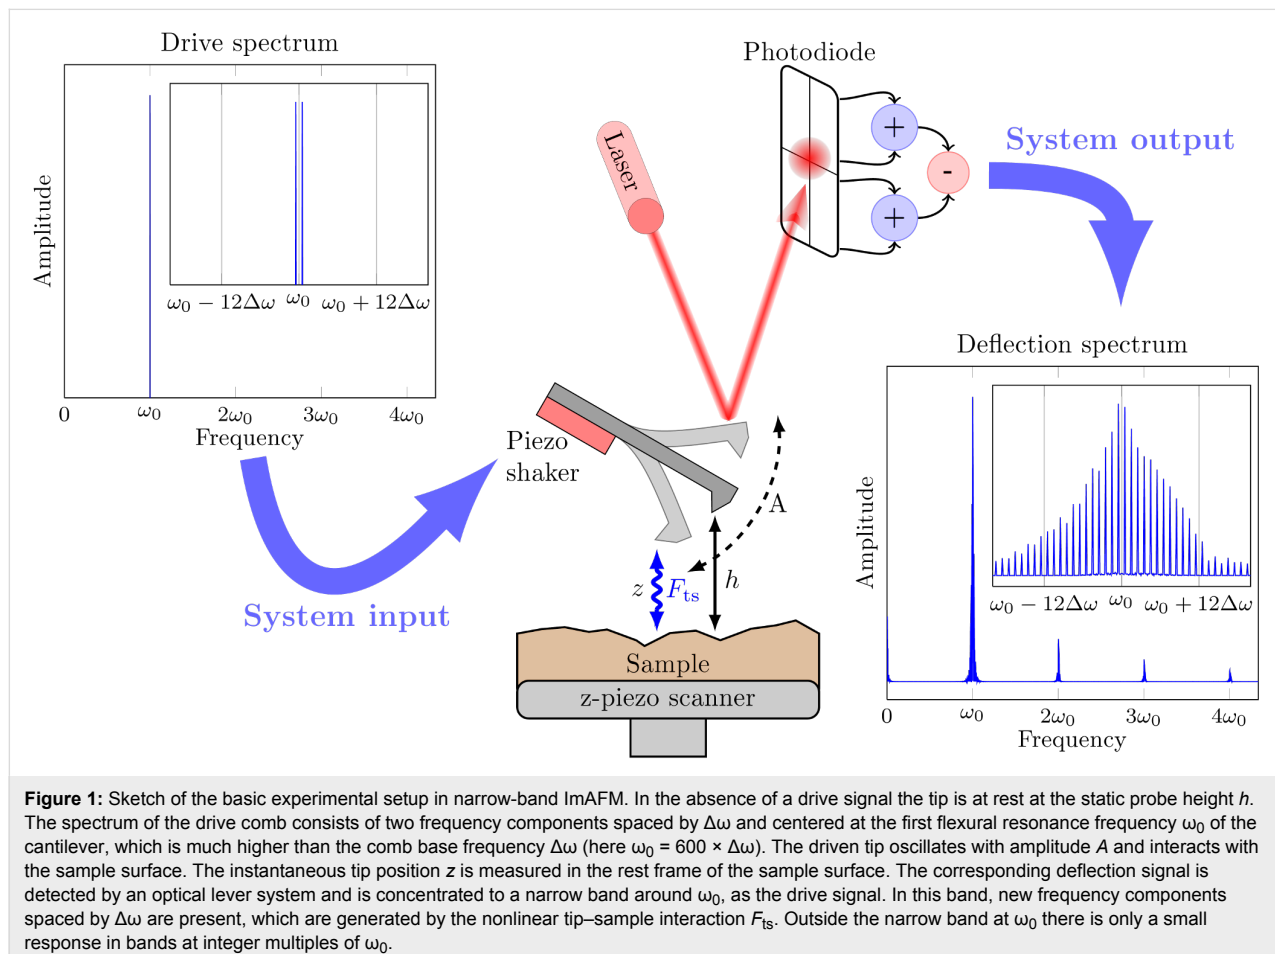 Drive spectrum
Amplitude
ω₀ − 12Δω ω₀ ω₀ + 12Δω
0 ω₀ 2ω₀ 3ω₀ 4ω₀
Frequency
System input
Piezo
shaker
Laser
Photodiode
+
+
-
System output
A
z
F_ts
h
Sample
z-piezo scanner
Deflection spectrum
Amplitude
ω₀ − 12Δω ω₀ ω₀ + 12Δω
0 ω₀ 2ω₀ 3ω₀ 4ω₀
Frequency
Figure 1: Sketch of the basic experimental setup in narrow-band ImAFM. In the absence of a drive signal the tip is at rest at the static probe height h.
The spectrum of the drive comb consists of two frequency components spaced by Δω and centered at the first flexural resonance frequency ω₀ of the
cantilever, which is much higher than the comb base frequency Δω (here ω₀ = 600 × Δω). The driven tip oscillates with amplitude A and interacts with
the sample surface. The instantaneous tip position z is measured in the rest frame of the sample surface. The corresponding deflection signal is
detected by an optical lever system and is concentrated to a narrow band around ω₀, as the drive signal. In this band, new frequency components
spaced by Δω are present, which are generated by the nonlinear tip–sample interaction F_ts. Outside the narrow band at ω₀ there is only a small
response in bands at integer multiples of ω₀.